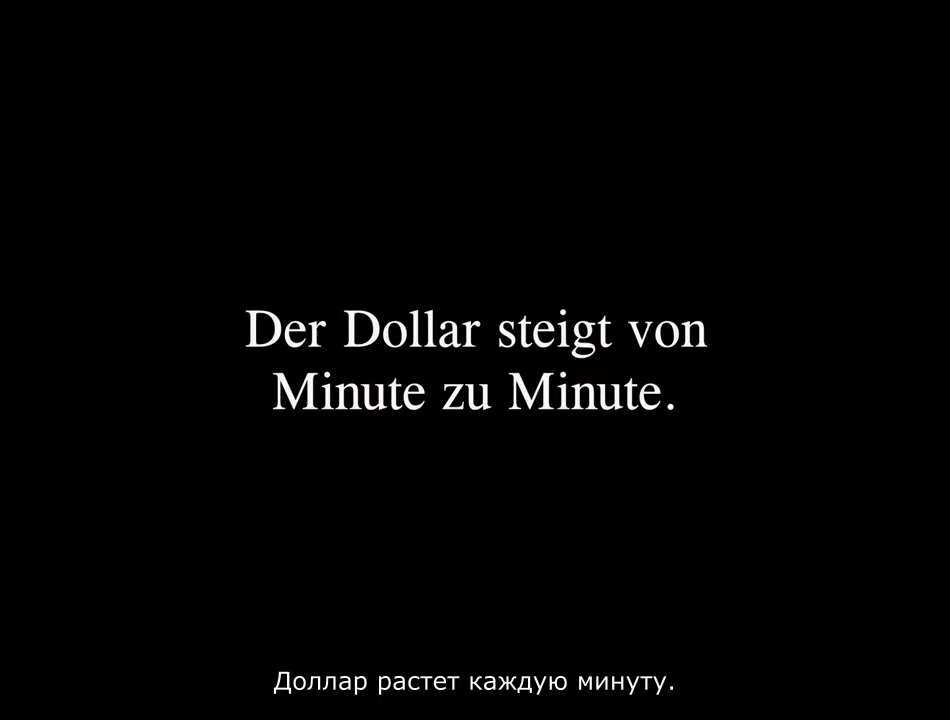 Der Dollar steigt von
Minute zu Minute.
Доллар растет каждую минуту.